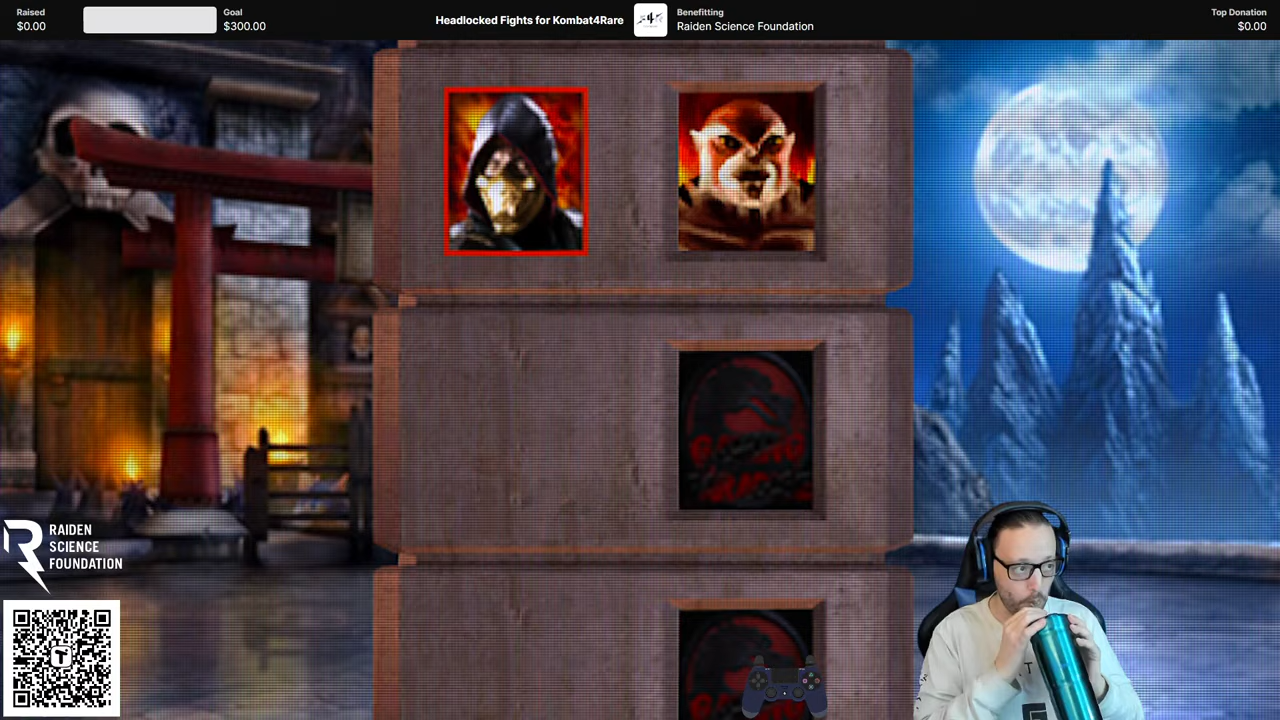 Raised
$0.00
Goal
$300.00
Headlocked Fights for Kombat4Rare
4
Benefitting
Raiden Science Foundation
Top Donation
$0.00
RAIDEN
SCIENCE
FOUNDATION